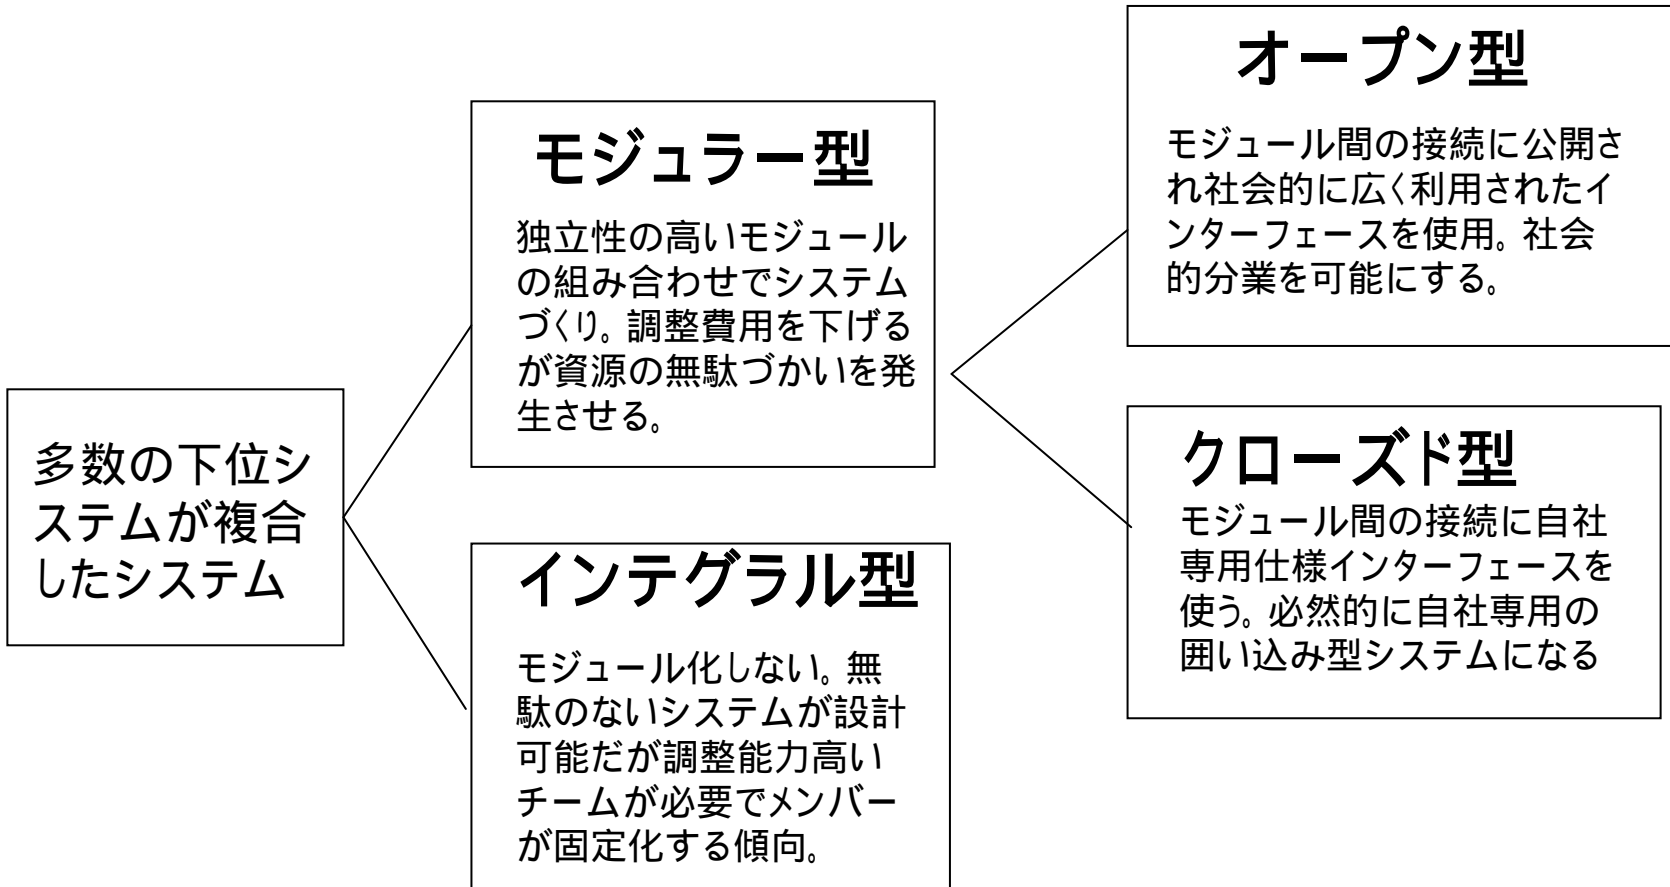 多数の下位シ
ステムが複合
したシステム
モジュラー型
独立性の高いモジュール
の組み合わせでシステム
づくり。調整費用を下げる
が資源の無駄づかいを発
生させる。
インテグラル型
モジュール化しない。無
駄のないシステムが設計
可能だが調整能力高い
チームが必要でメンバー
が固定化する傾向。
オープン型
モジュール間の接続に公開さ
れ社会的に広く利用されたイ
ンターフェースを使用。社会
的分業を可能にする。
クローズド型
モジュール間の接続に自社
専用仕様インターフェースを
使う。必然的に自社専用の
囲い込み型システムになる